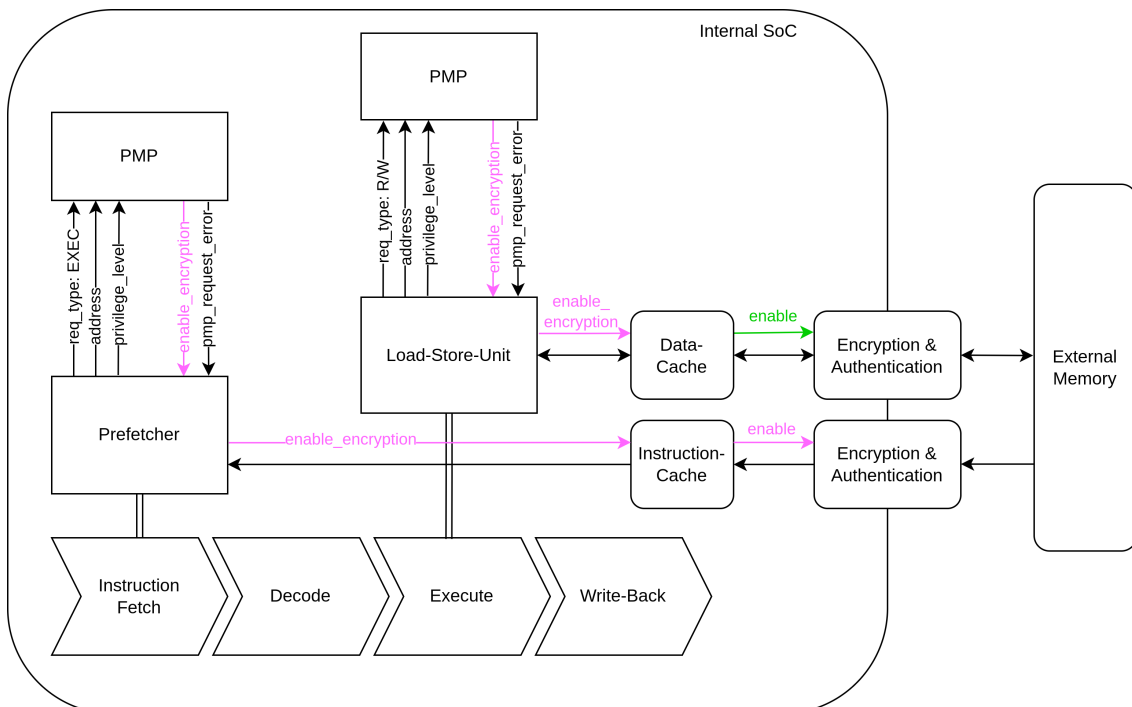 Internal SoC
PMP
req_type: R/W
address
privilege_level
enable_encryption
pmp_request_error
PMP
req_type: EXEC
address
privilege_level
enable_encryption
pmp_request_error
Load-Store-Unit
enable_
encryption
Data-
Cache
enable
Encryption &
Authentication
External
Memory
Prefetcher
enable_encryption
Instruction-
Cache
enable
Encryption &
Authentication
Instruction
Fetch
Decode
Execute
Write-Back